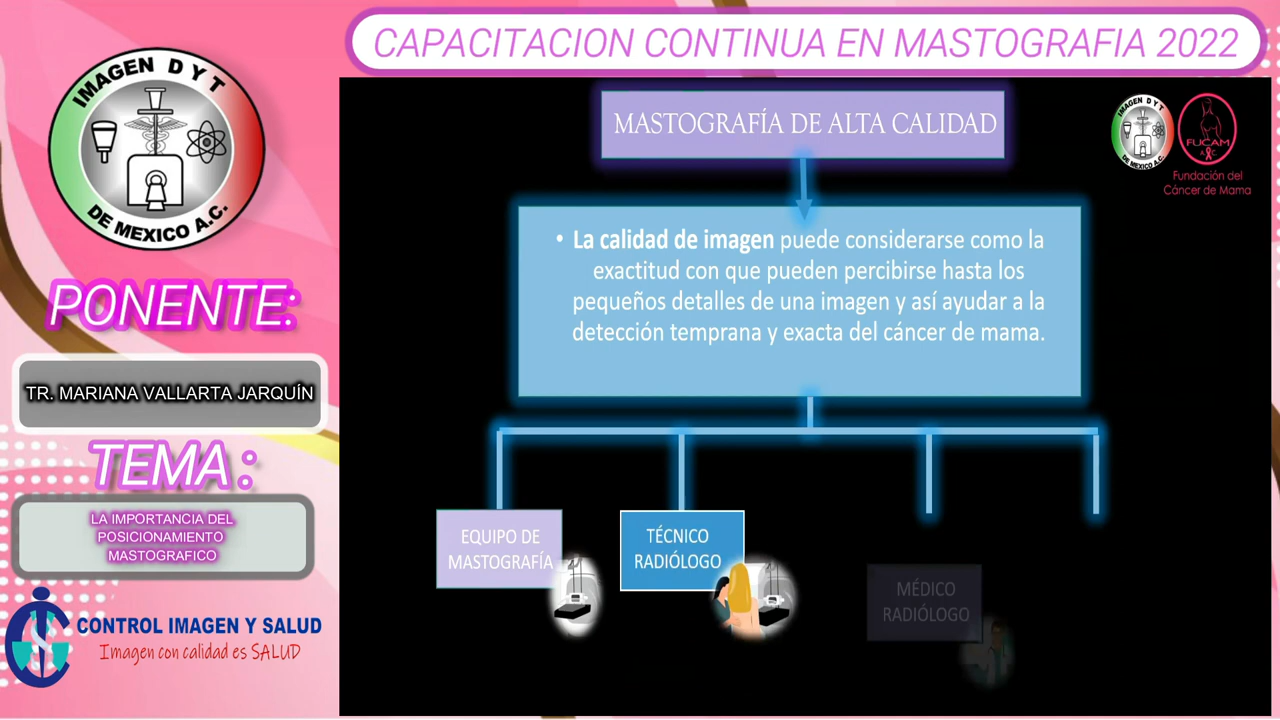 CAPACITACION CONTINUA EN MASTOGRAFIA 2022
IMAGEN D Y T
DE MEXICO A.C.
PONENTE:
TR. MARIANA VALLARTA JARQUÍN
TEMA:
LA IMPORTANCIA DEL
POSICIONAMIENTO
MASTOGRAFICO
CONTROL IMAGEN Y SALUD
Imagen con calidad es SALUD
MASTOGRAFÍA DE ALTA CALIDAD
IMAGEN D Y T
DE MEXICO A.C.
FUCAM
A.C.
Fundación del
Cáncer de Mama
• La calidad de imagen puede considerarse como la
exactitud con que pueden percibirse hasta los
pequeños detalles de una imagen y así ayudar a la
detección temprana y exacta del cáncer de mama.
EQUIPO DE
MASTOGRAFÍA
TÉCNICO
RADIÓLOGO
MÉDICO
RADIÓLOGO